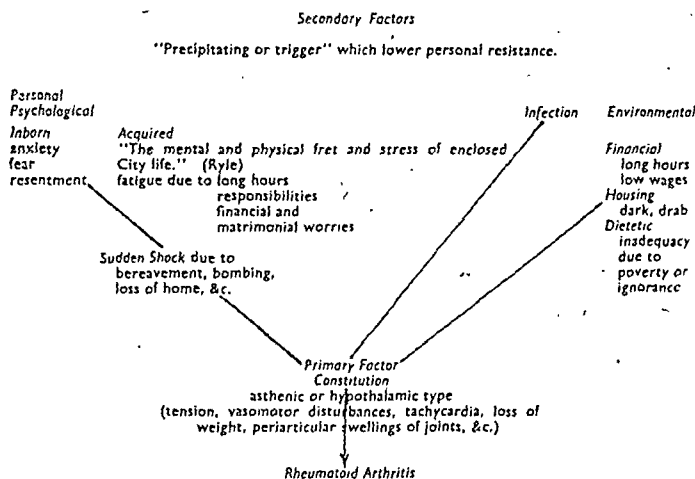 Secondary Factors
"Precipitating or trigger" which lower personal resistance.
Personal
Psychological
Infection Environmental
Inborn Acquired
anxiety "The mental and physical fret and stress of enclosed
fear City life." (Ryle)
resentment fatigue due to long hours
responsibilities
financial and
matrimonial worries
Financial
long hours
low wages
Housing
dark, drab
Dietetic
inadequacy
due to
poverty or
ignorance
Sudden Shock due to
bereavement, bombing,
loss of home, &c.
Primary Factor
Constitution
asthenic or hypothalamic type
(tension, vasomotor disturbances, tachycardia, loss of
weight, periarticular swellings of joints, &c.)
Rheumatoid Arthritis